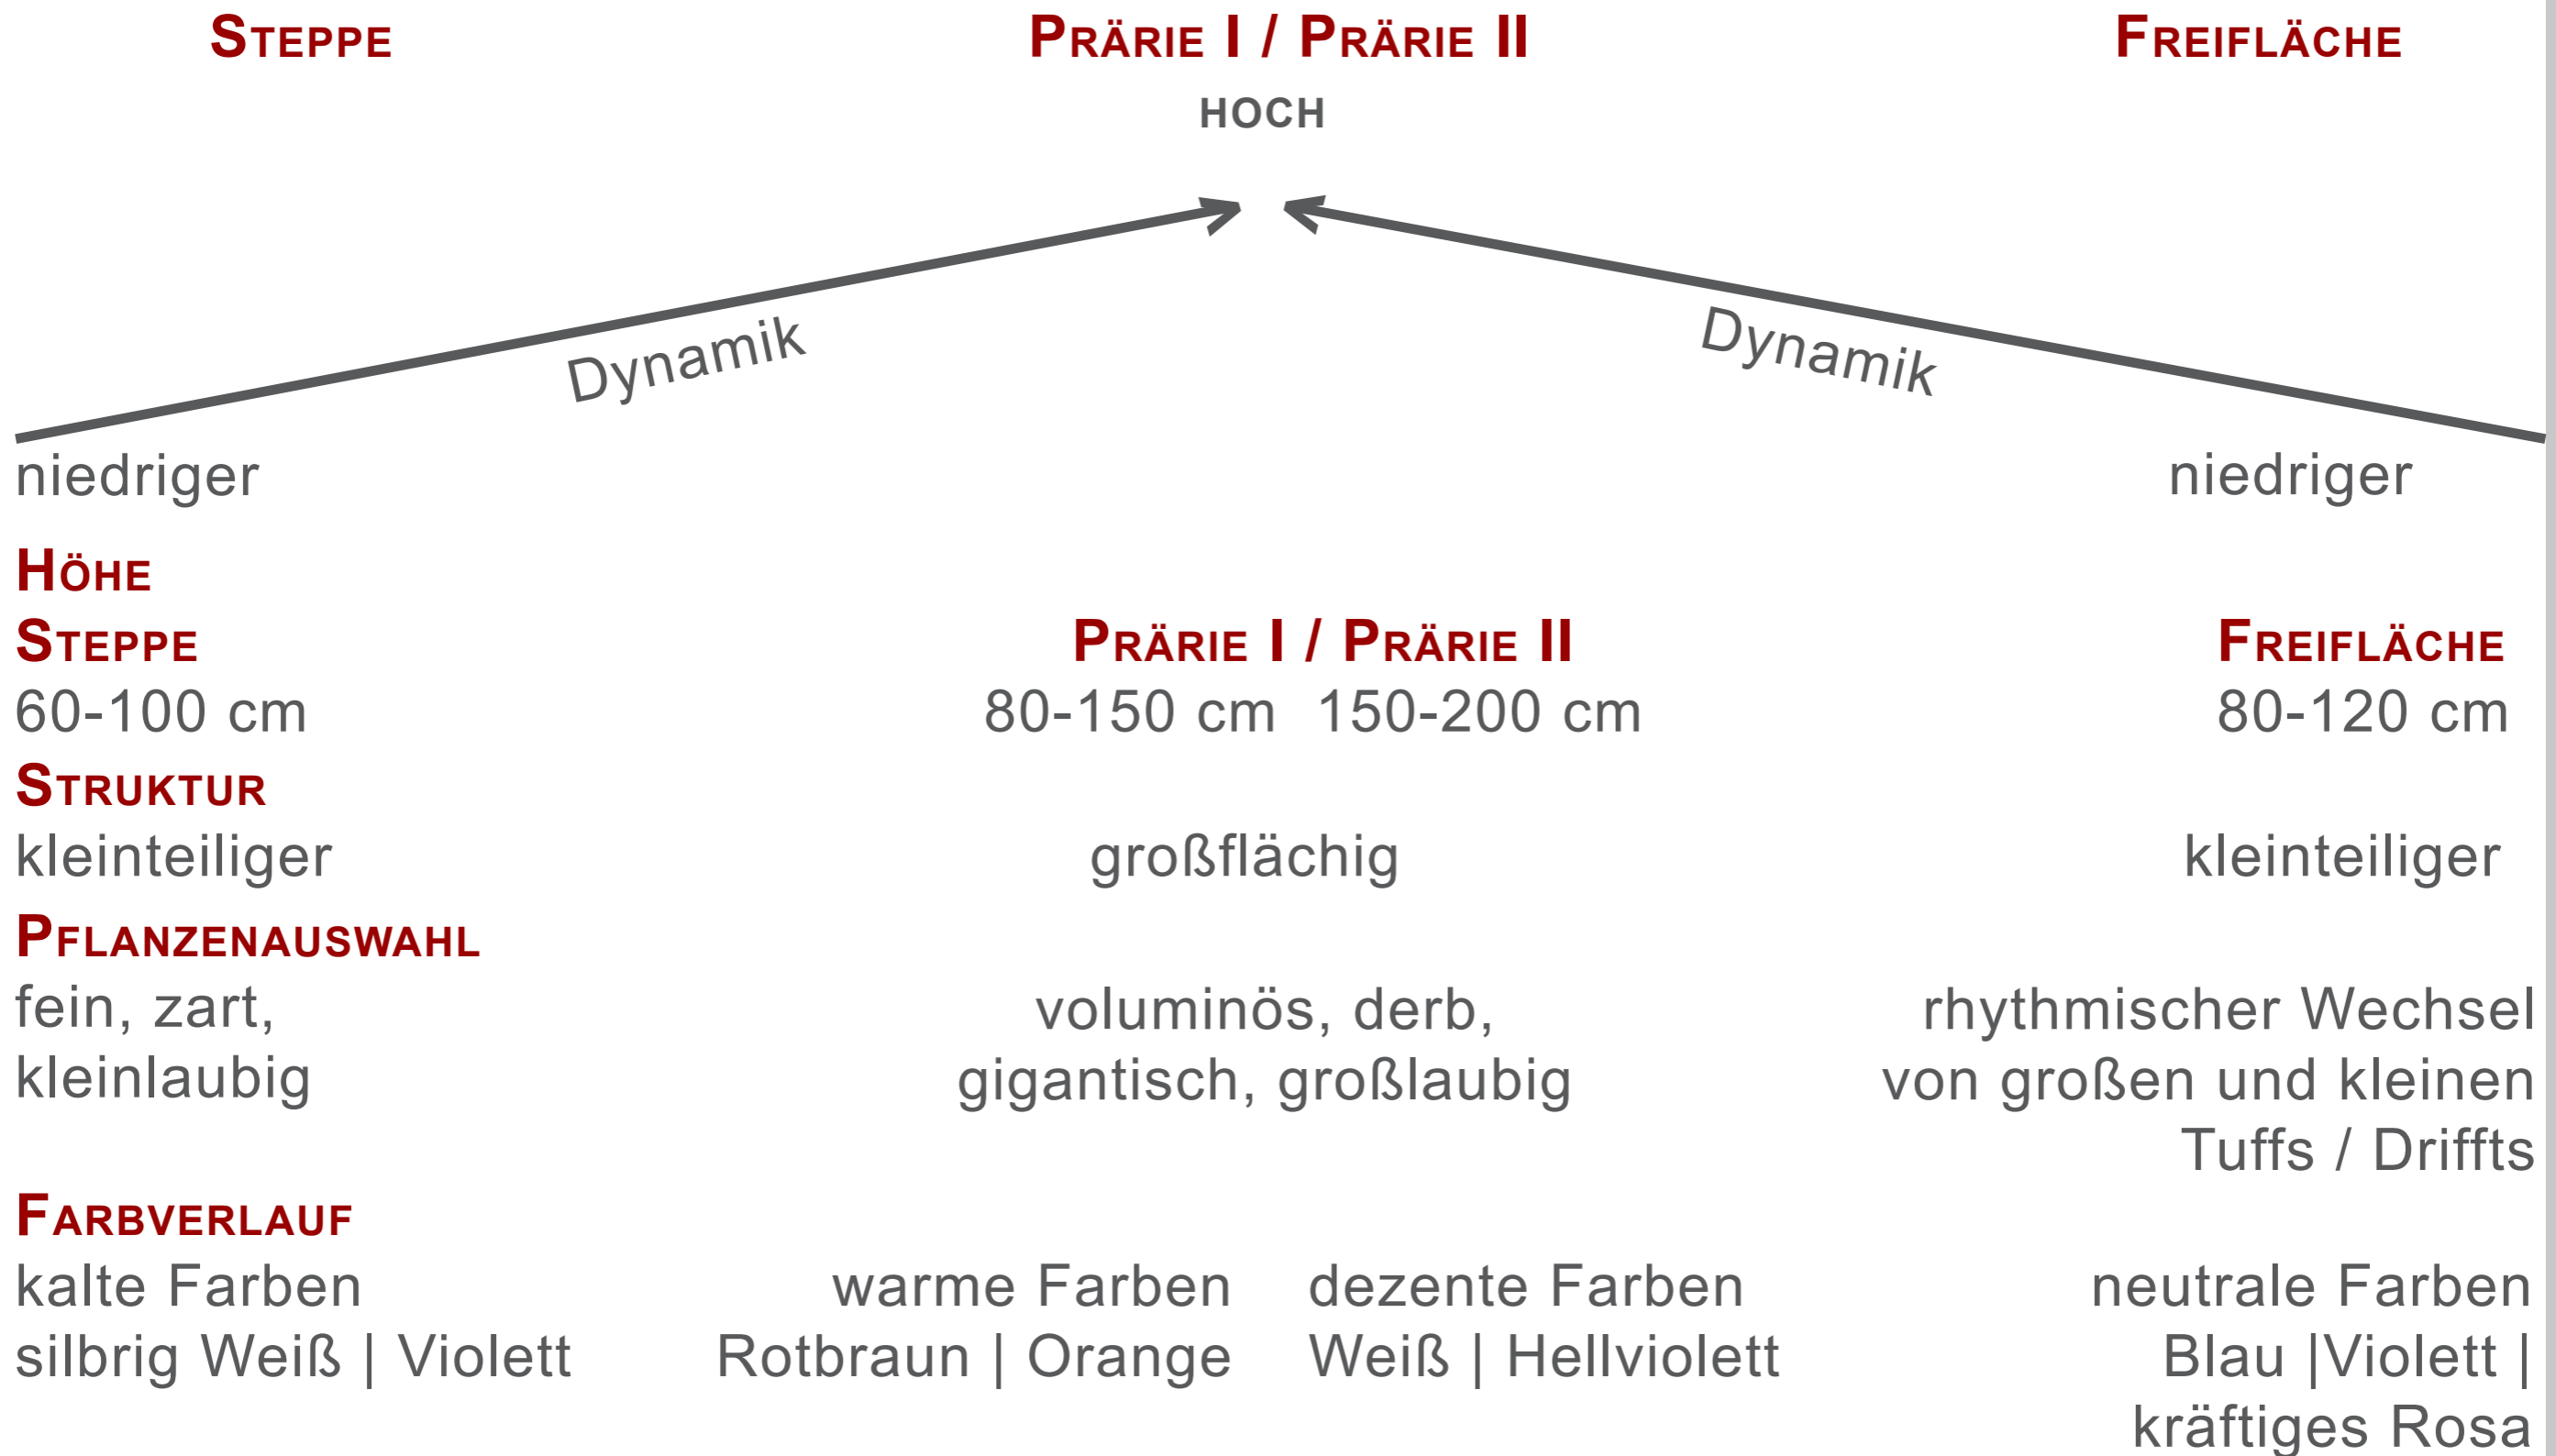 Steppe Prärie I / Prärie II Freifläche
hoch
Dynamik Dynamik
niedriger niedriger
Höhe
Steppe Prärie I / Prärie II Freifläche
60-100 cm 80-150 cm 150-200 cm 80-120 cm
Struktur
kleinteiliger großflächig kleinteiliger
Pflanzenauswahl
fein, zart, voluminös, derb, rhythmischer Wechsel
kleinlaubig gigantisch, großlaubig von großen und kleinen
Tuffs / Driffts
Farbverlauf
kalte Farben warme Farben dezente Farben neutrale Farben
silbrig Weiß | Violett Rotbraun | Orange Weiß | Hellviolett Blau |Violett |
kräftiges Rosa